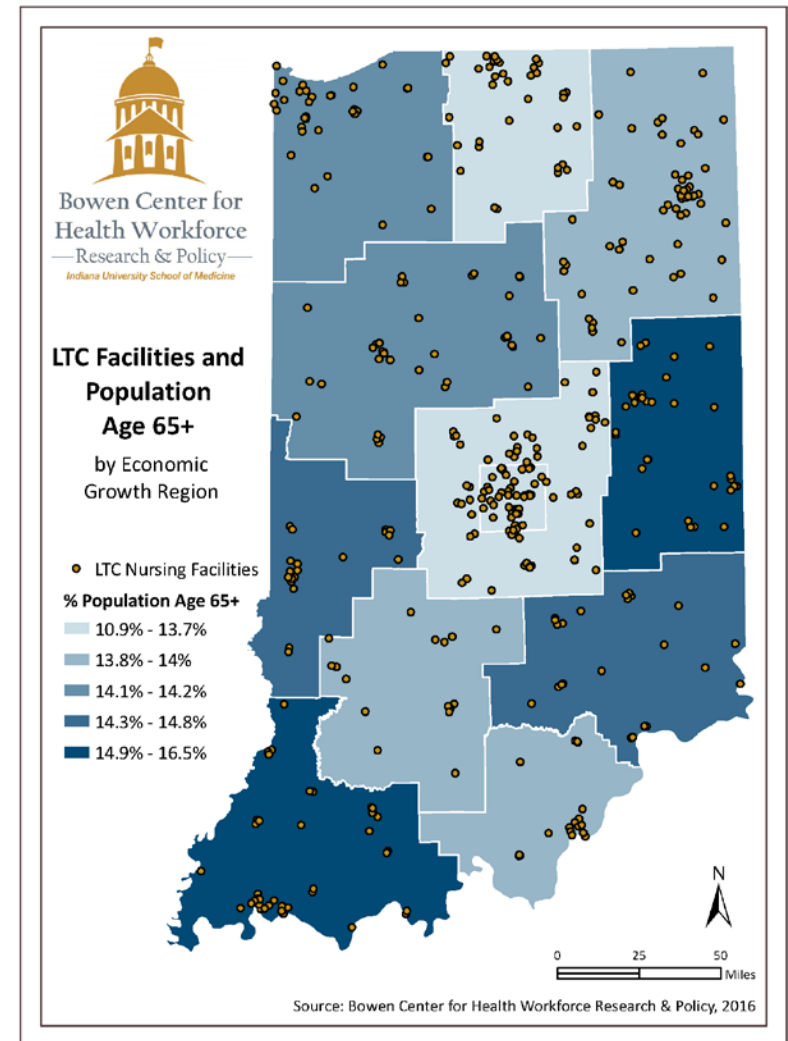 Bowen Center for
Health Workforce
Research & Policy
Indiana University School of Medicine
LTC Facilities and
Population
Age 65+
by Economic
Growth Region
LTC Nursing Facilities
% Population Age 65+
10.9% - 13.7%
13.8% - 14%
14.1% - 14.2%
14.3% - 14.8%
14.9% - 16.5%
N
0 25 50
Miles
Source: Bowen Center for Health Workforce Research & Policy, 2016